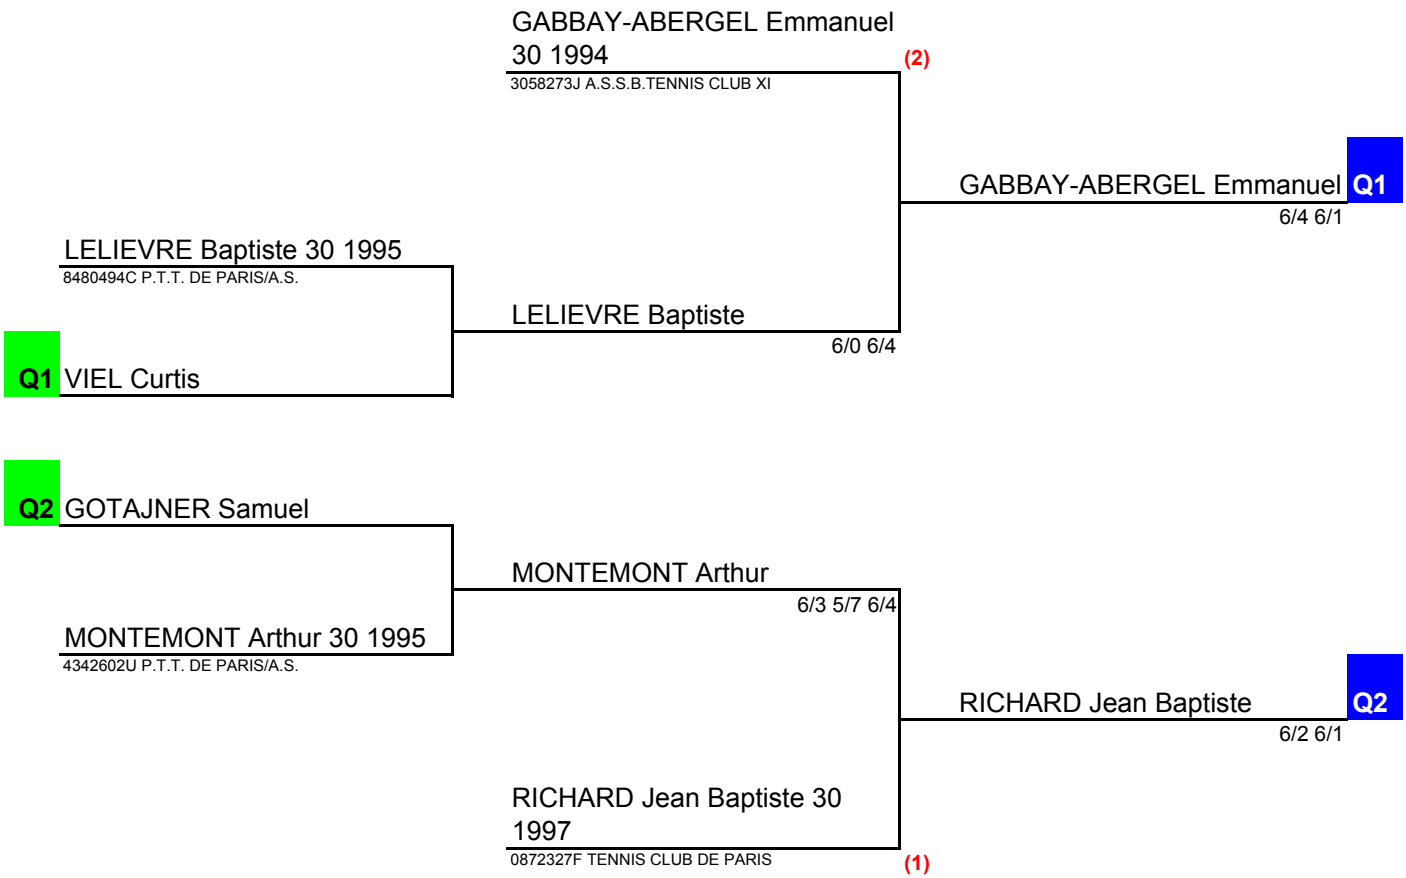 GABBAY-ABERGEL Emmanuel
30 1994
(2)
3058273J A.S.S.B.TENNIS CLUB XI
GABBAY-ABERGEL Emmanuel Q1
6/4 6/1
LELIEVRE Baptiste 30 1995
8480494C P.T.T. DE PARIS/A.S.
LELIEVRE Baptiste
6/0 6/4
Q1 VIEL Curtis
Q2 GOTAJNER Samuel
MONTEMONT Arthur
6/3 5/7 6/4
MONTEMONT Arthur 30 1995
4342602U P.T.T. DE PARIS/A.S.
RICHARD Jean Baptiste Q2
6/2 6/1
RICHARD Jean Baptiste 30
1997
0872327F TENNIS CLUB DE PARIS
(1)